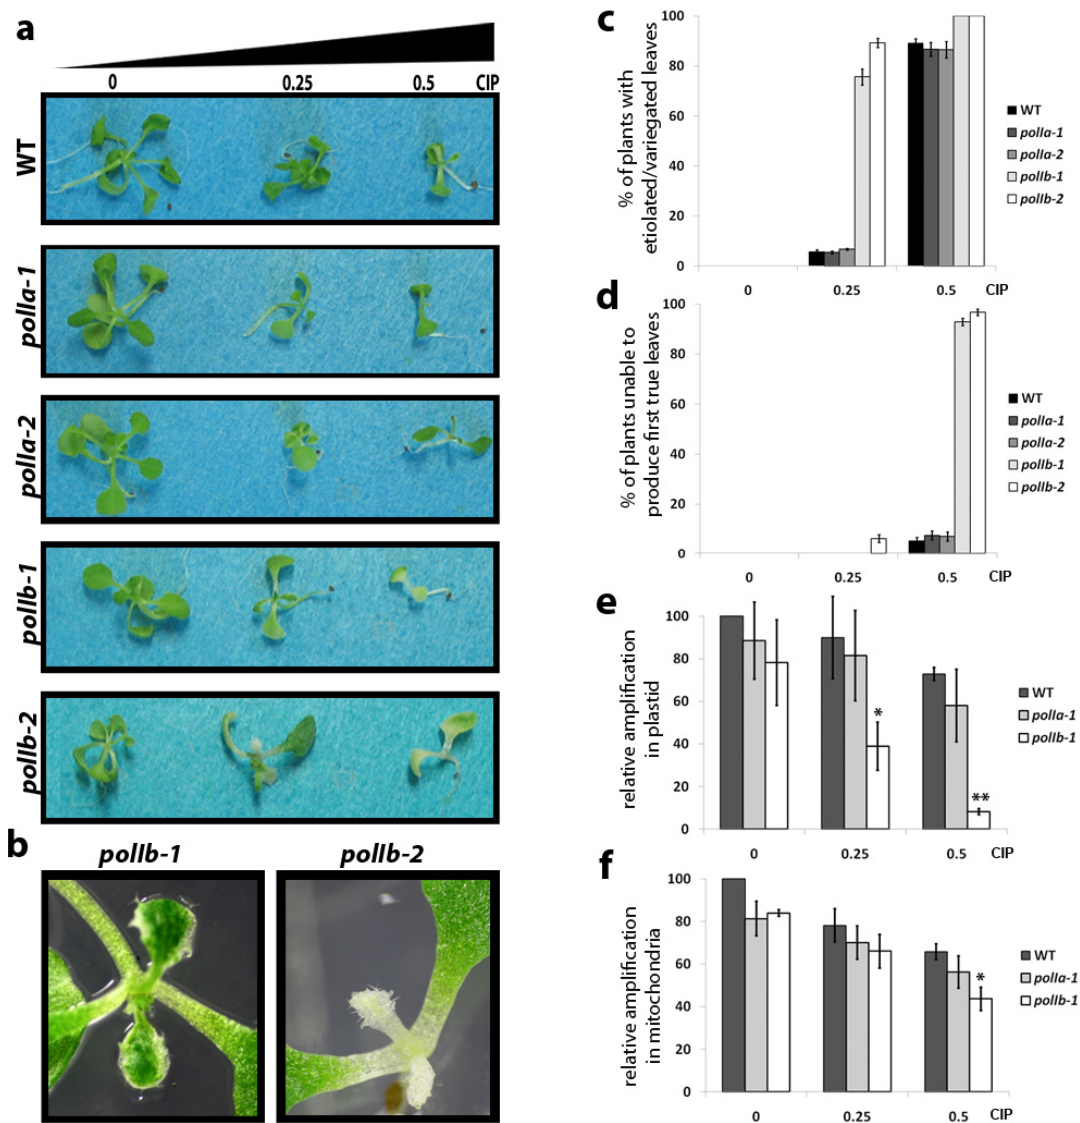 a
0 0.25 0.5 CIP
WT
polIa-1
polIa-2
polIb-1
polIb-2
b
polIb-1 polIb-2
c
% of plants with
etiolated/variegated leaves
100
80
60
40
20
0
0 0.25 0.5 CIP
WT
polIa-1
polIa-2
polIb-1
polIb-2
d
% of plants unable to
produce first true leaves
100
80
60
40
20
0
0 0.25 0.5 CIP
WT
polIa-1
polIa-2
polIb-1
polIb-2
e
relative amplification
in plastid
100
80
60
40
20
0
*
**
0 0.25 0.5 CIP
WT
polIa-1
polIb-1
f
relative amplification
in mitochondria
100
80
60
40
20
0
*
0 0.25 0.5 CIP
WT
polIa-1
polIb-1